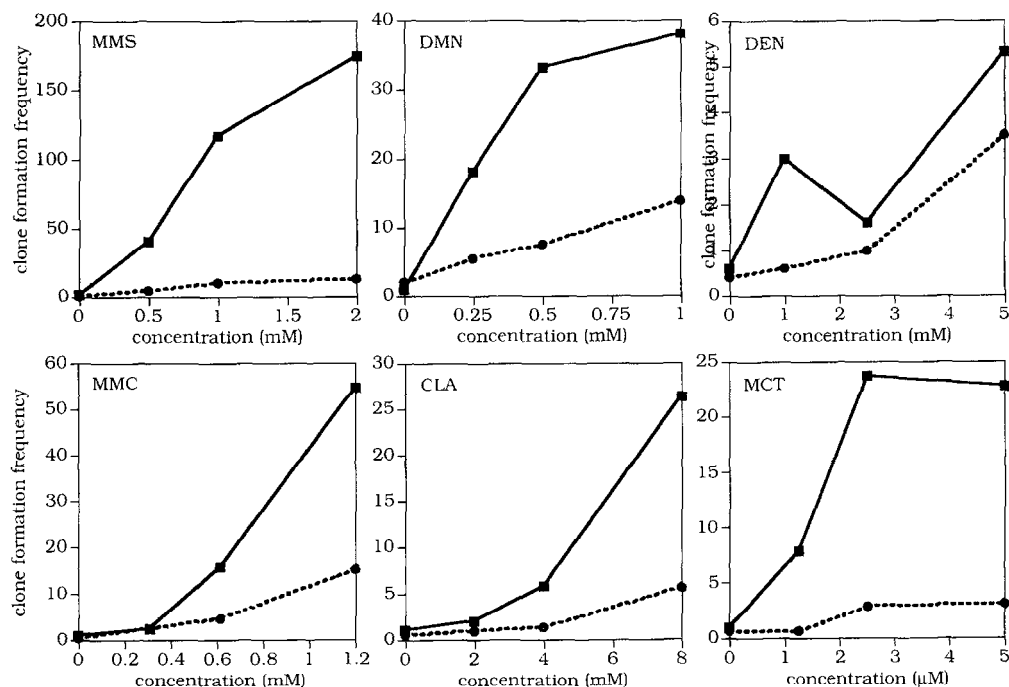 MMS
clone formation frequency
200
150
100
50
0
0 0.5 1 1.5 2
concentration (mM)
DMN
40
30
20
10
0
0 0.25 0.5 0.75 1
concentration (mM)
DEN
clone formation frequency
6
5
4
3
2
1
0
0 1 2 3 4 5
concentration (mM)
MMC
clone formation frequency
60
50
40
30
20
10
0
0 0.2 0.4 0.6 0.8 1 1.2
concentration (mM)
CLA
30
25
20
15
10
5
0
0 2 4 6 8
concentration (mM)
MCT
25
20
15
10
5
0
0 1 2 3 4 5
concentration (µM)